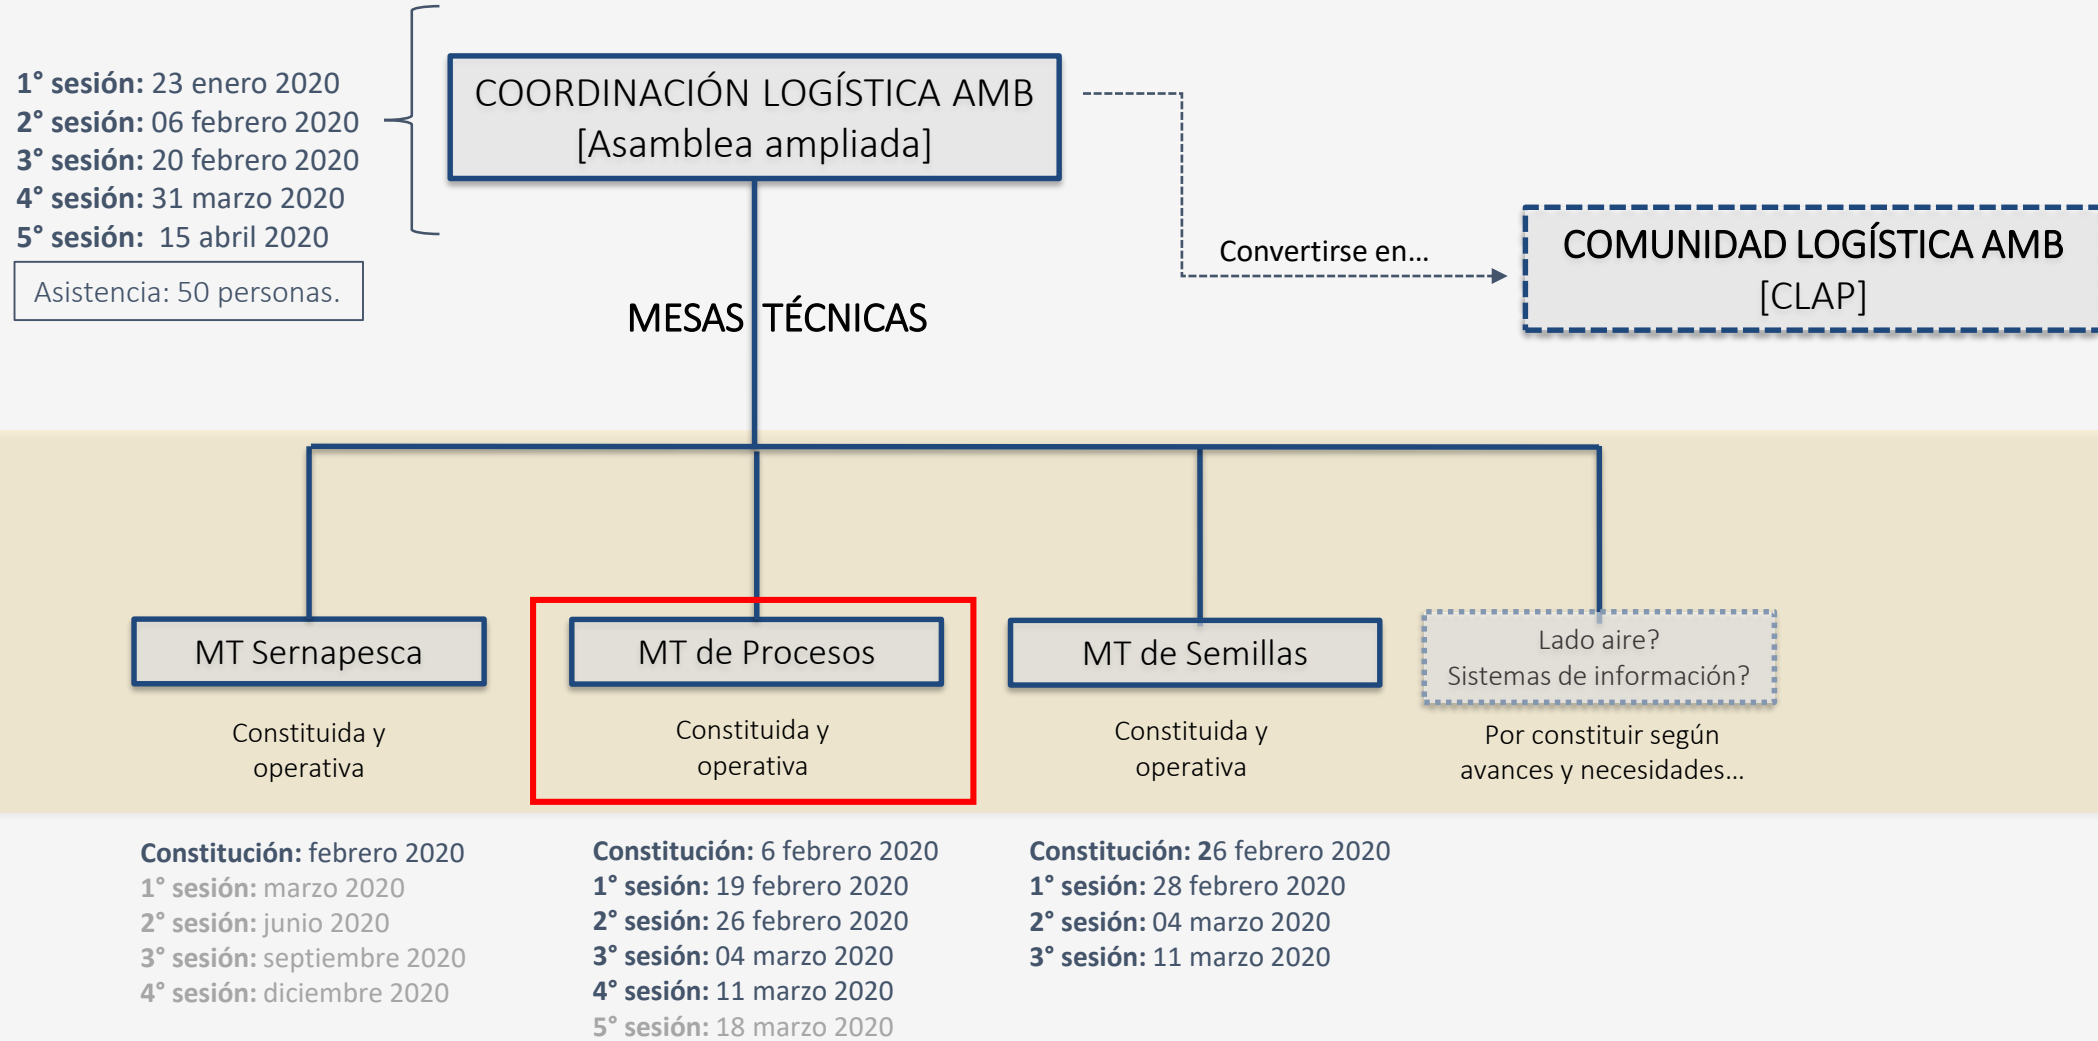 1° sesión: 23 enero 2020
2° sesión: 06 febrero 2020
3° sesión: 20 febrero 2020
4° sesión: 31 marzo 2020
5° sesión: 15 abril 2020
Asistencia: 50 personas.
COORDINACIÓN LOGÍSTICA AMB
[Asamblea ampliada]
Convertirse en...
COMUNIDAD LOGÍSTICA AMB
[CLAP]
MESAS TÉCNICAS
MT Sernapesca
Constituida y
operativa
MT de Procesos
Constituida y
operativa
MT de Semillas
Constituida y
operativa
Lado aire?
Sistemas de información?
Por constituir según
avances y necesidades...
Constitución: febrero 2020
1° sesión: marzo 2020
2° sesión: junio 2020
3° sesión: septiembre 2020
4° sesión: diciembre 2020
Constitución: 6 febrero 2020
1° sesión: 19 febrero 2020
2° sesión: 26 febrero 2020
3° sesión: 04 marzo 2020
4° sesión: 11 marzo 2020
5° sesión: 18 marzo 2020
Constitución: 26 febrero 2020
1° sesión: 28 febrero 2020
2° sesión: 04 marzo 2020
3° sesión: 11 marzo 2020